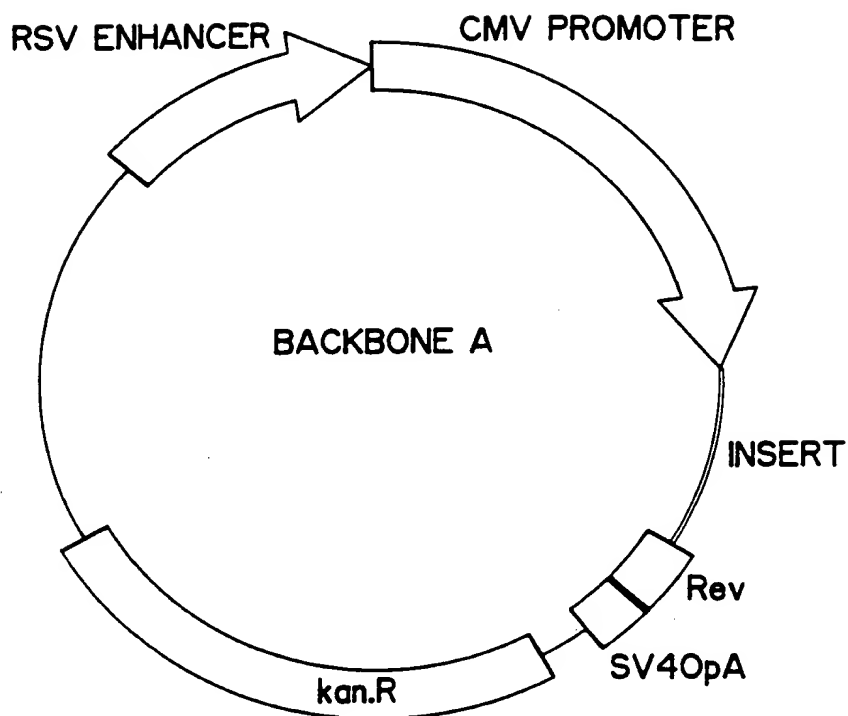 RSV ENHANCER
CMV PROMOTER
BACKBONE A
INSERT
Rev
SV40pA
kan.R